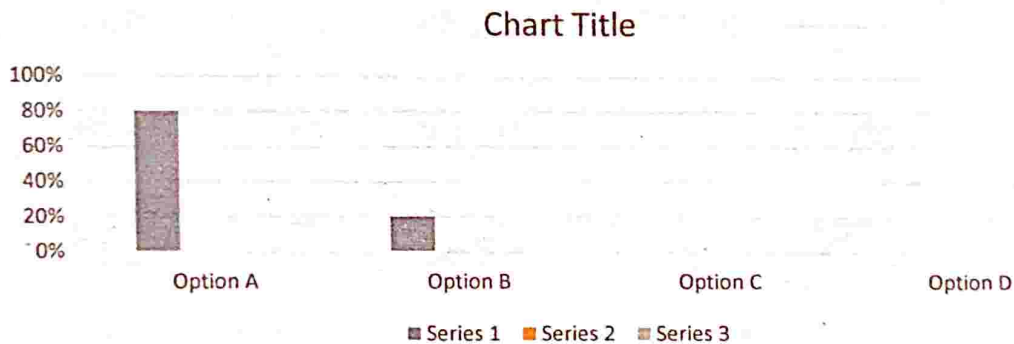 Chart Title
100%
80%
60%
40%
20%
0%
Option A Option B Option C Option D
Series 1 Series 2 Series 3